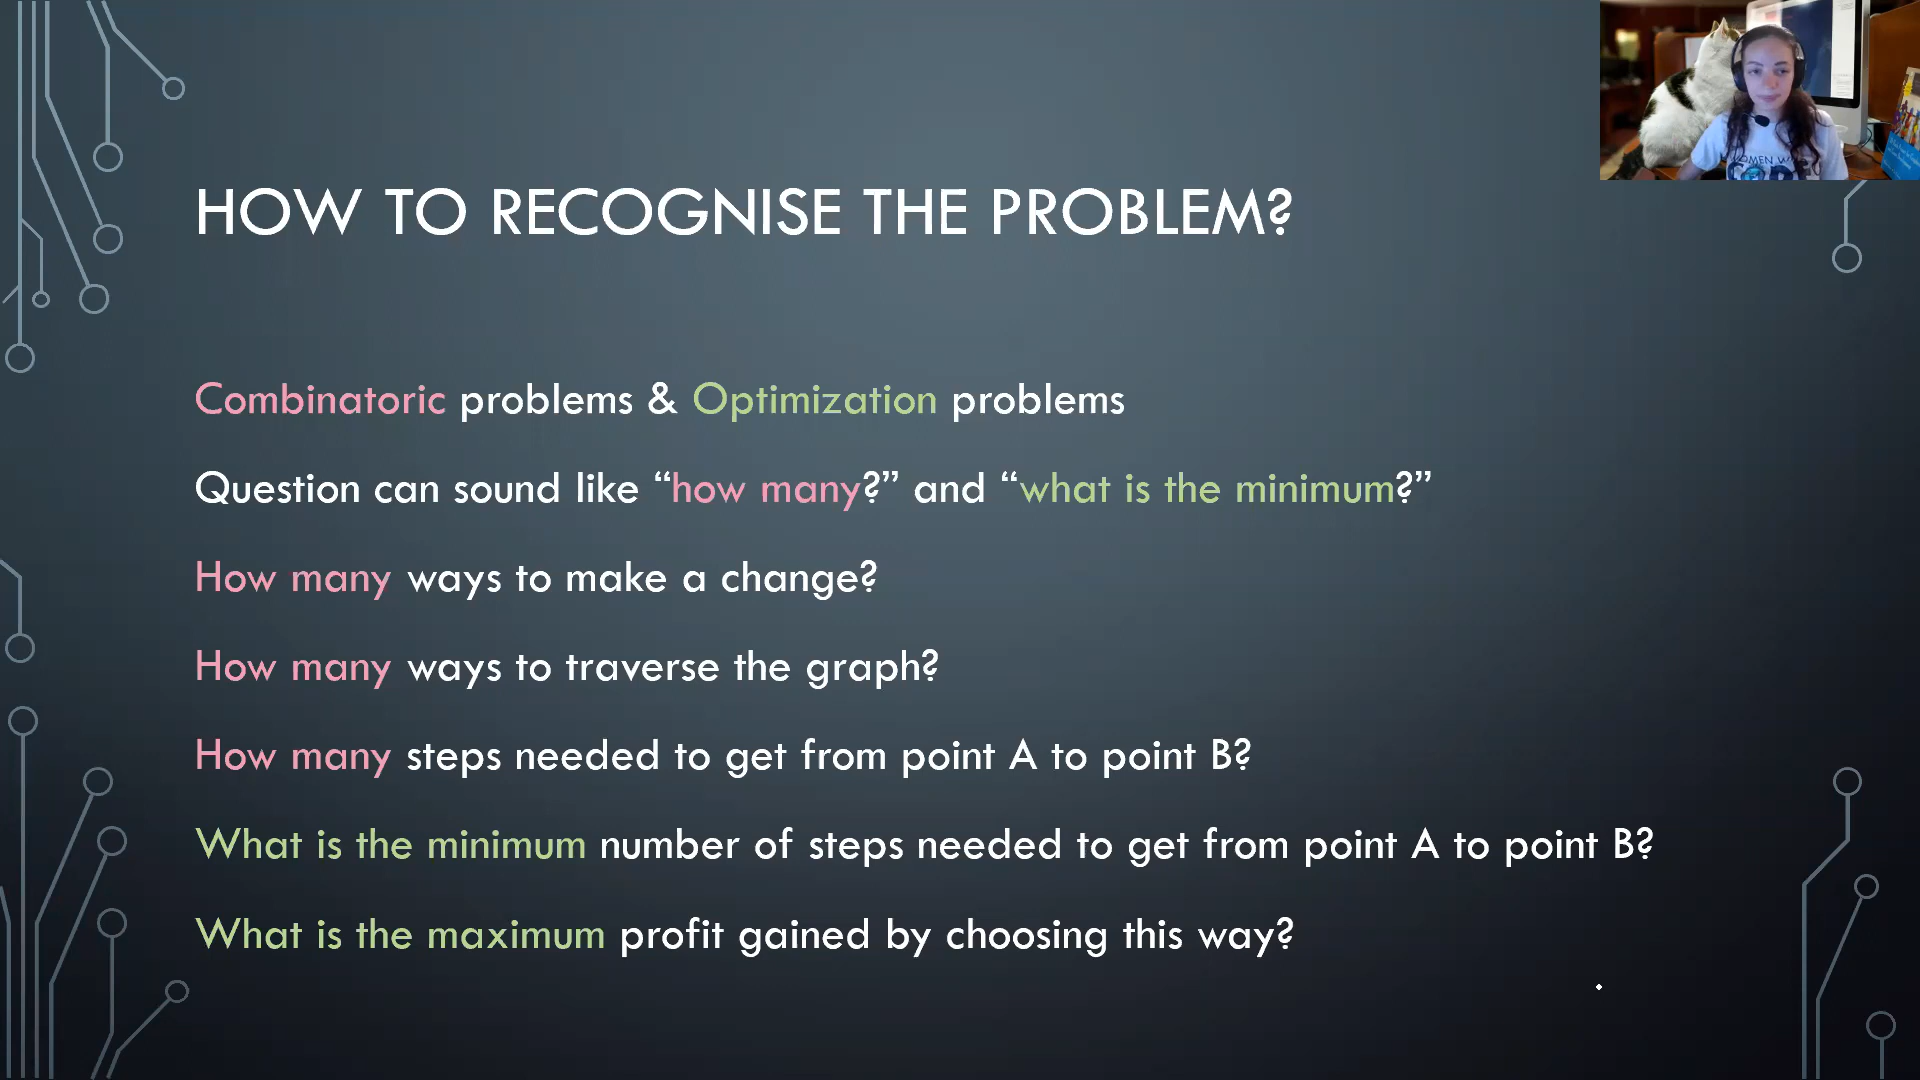 HOW TO RECOGNISE THE PROBLEM?
Combinatoric problems & Optimization problems
Question can sound like “how many?” and “what is the minimum?”
How many ways to make a change?
How many ways to traverse the graph?
How many steps needed to get from point A to point B?
What is the minimum number of steps needed to get from point A to point B?
What is the maximum profit gained by choosing this way?